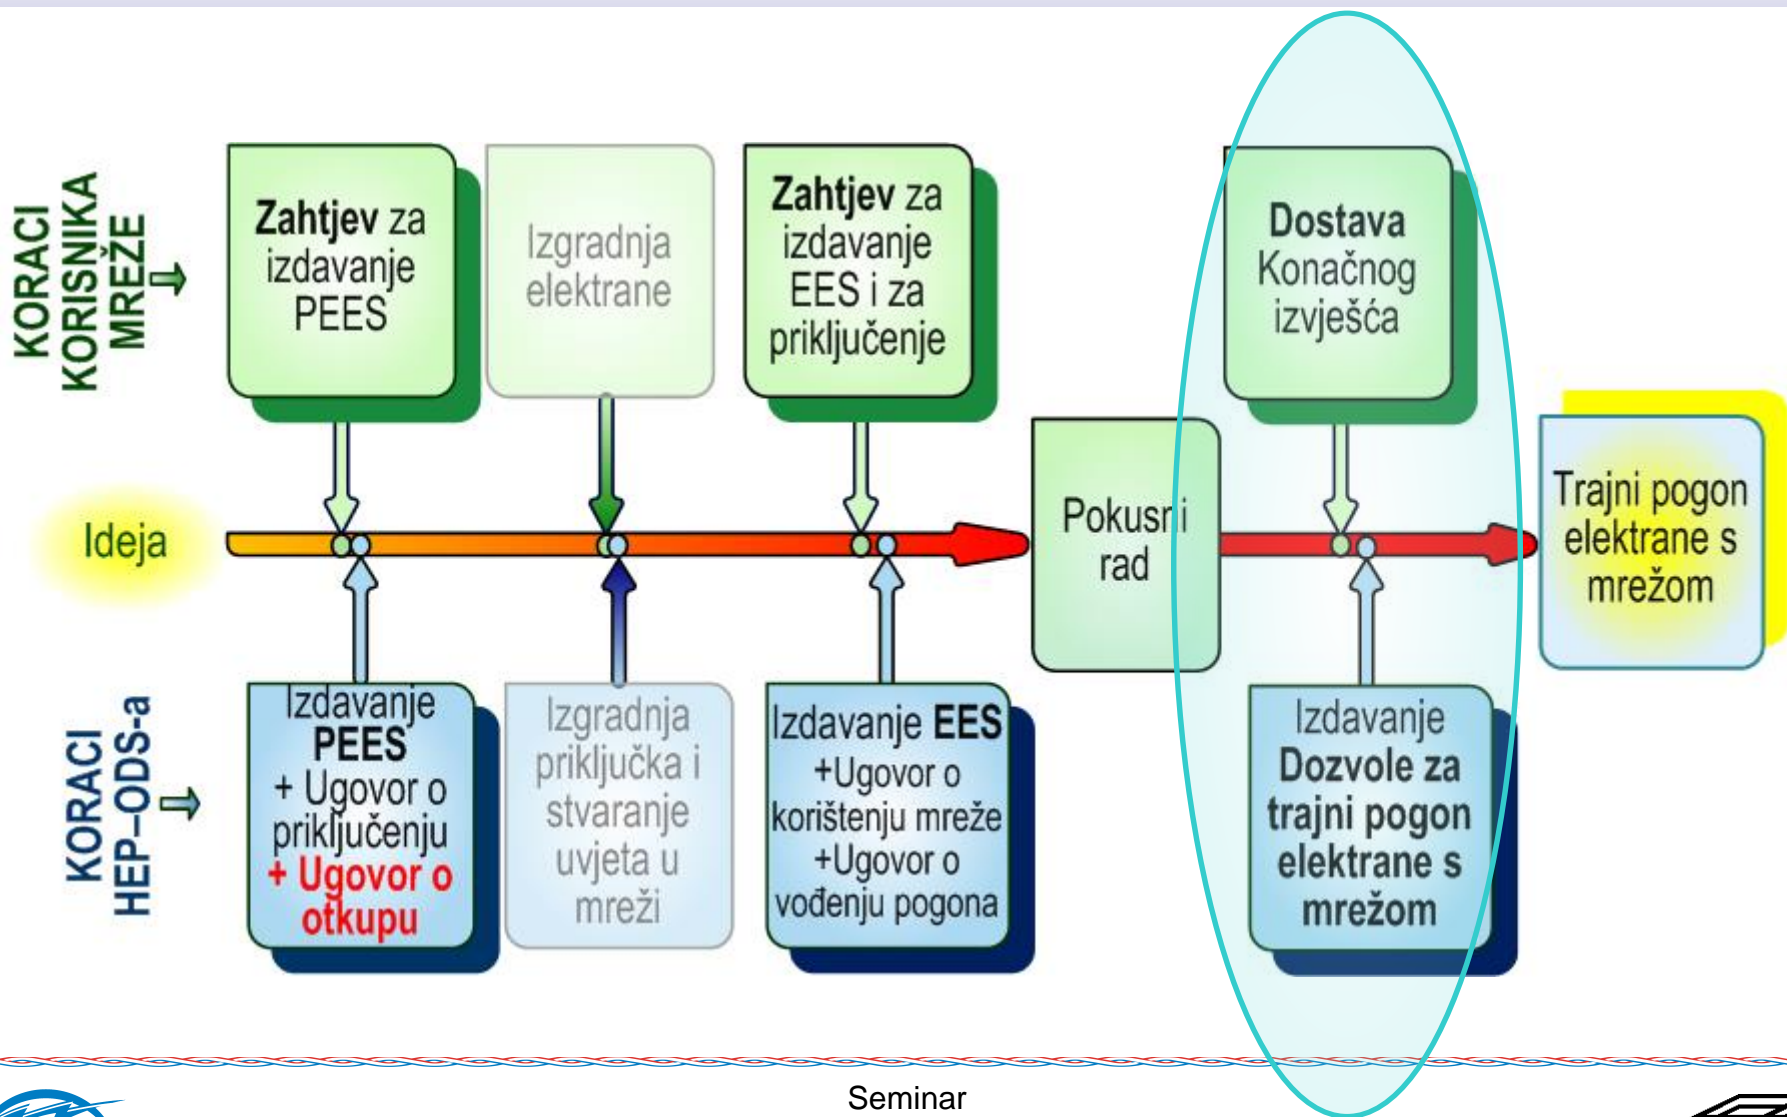 KORACI
KORISNIKA
MREŽE
Zahtjev za
izdavanje
PEES
Izgradnja
elektrane
Zahtjev za
izdavanje
EES i za
priključenje
Dostava
Konačnog
izvješća
Ideja
Pokusni
rad
Trajni pogon
elektrane s
mrežom
KORACI
HEP–ODS-a
Izdavanje
PEES
+ Ugovor o
priključenju
+ Ugovor o
otkupu
Izgradnja
priključka i
stvaranje
uvjeta u
mreži
Izdavanje EES
+Ugovor o
korištenju mreže
+Ugovor o
vođenju pogona
Izdavanje
Dozvole za
trajni pogon
elektrane s
mrežom
Seminar